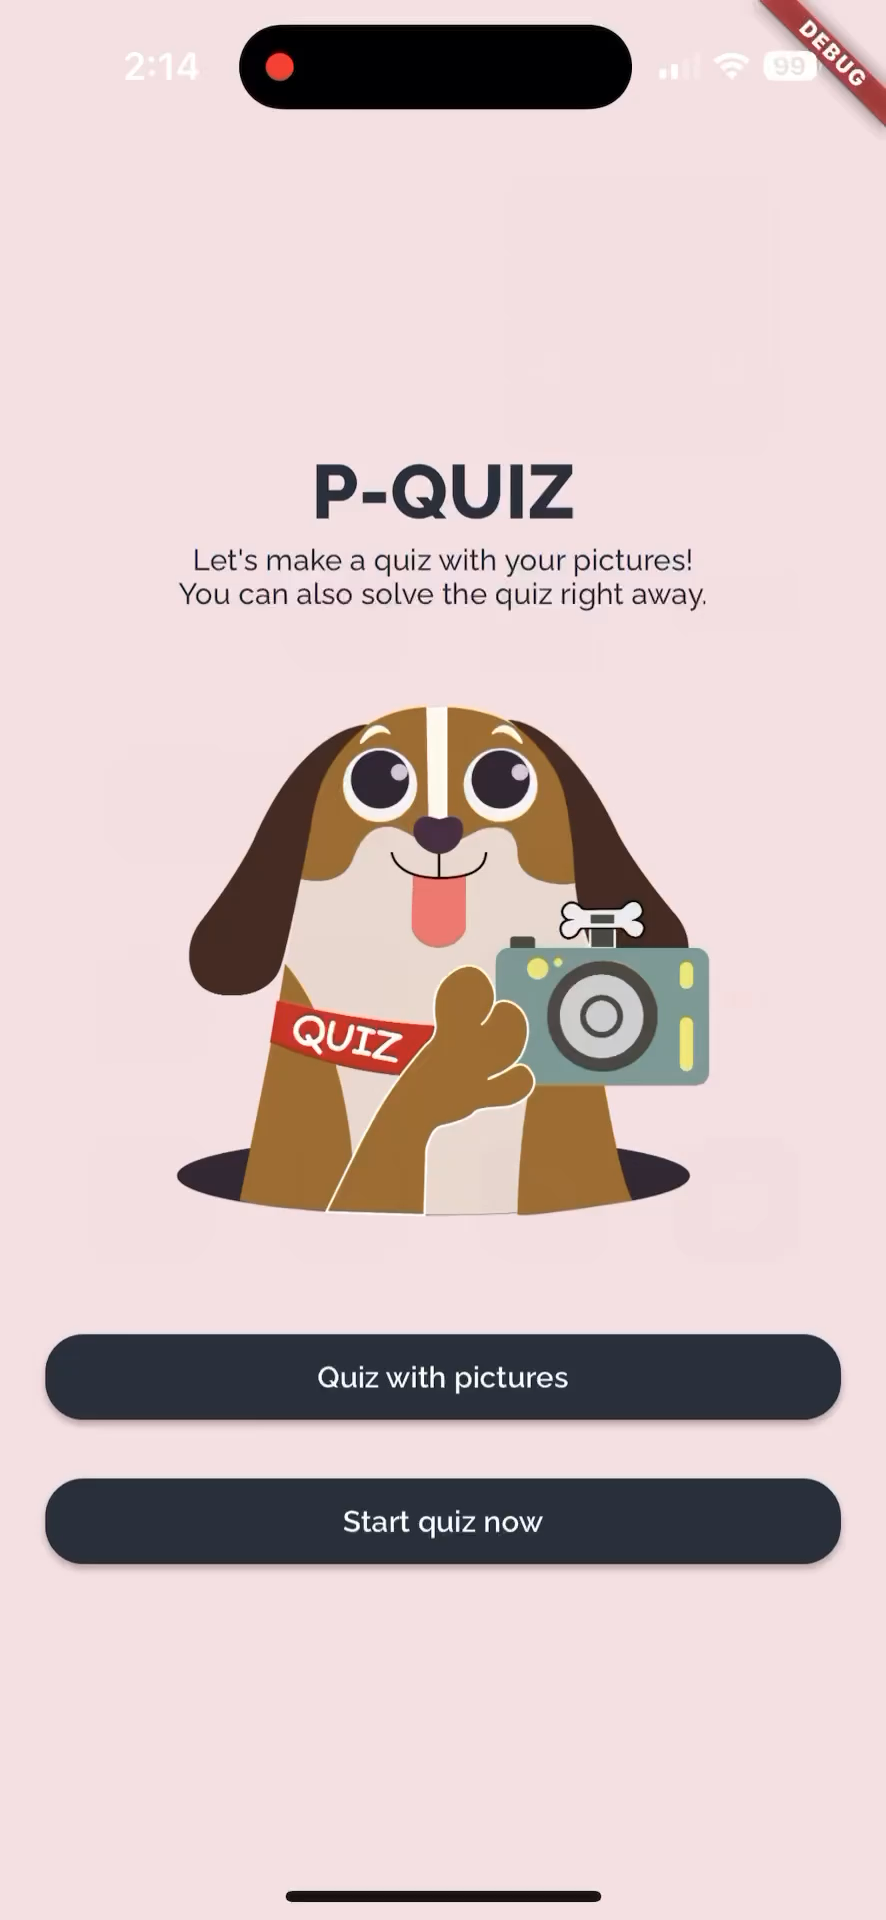 2:14
99
DEBUG
P-QUIZ
Let's make a quiz with your pictures!
You can also solve the quiz right away.
QUIZ
Quiz with pictures
Start quiz now